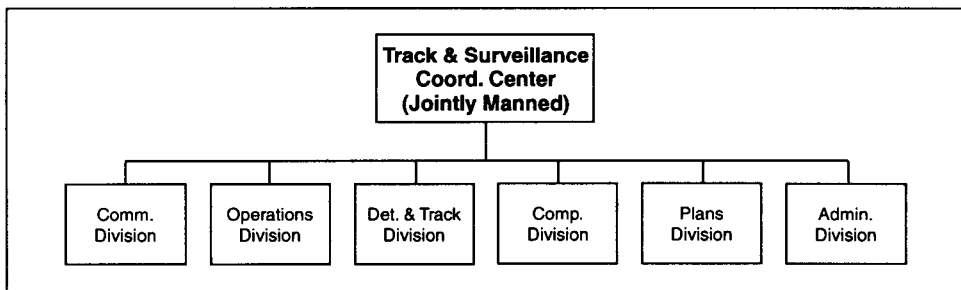 Track & Surveillance
Coord. Center
(Jointly Manned)
Comm.
Division
Operations
Division
Det. & Track
Division
Comp.
Division
Plans
Division
Admin.
Division